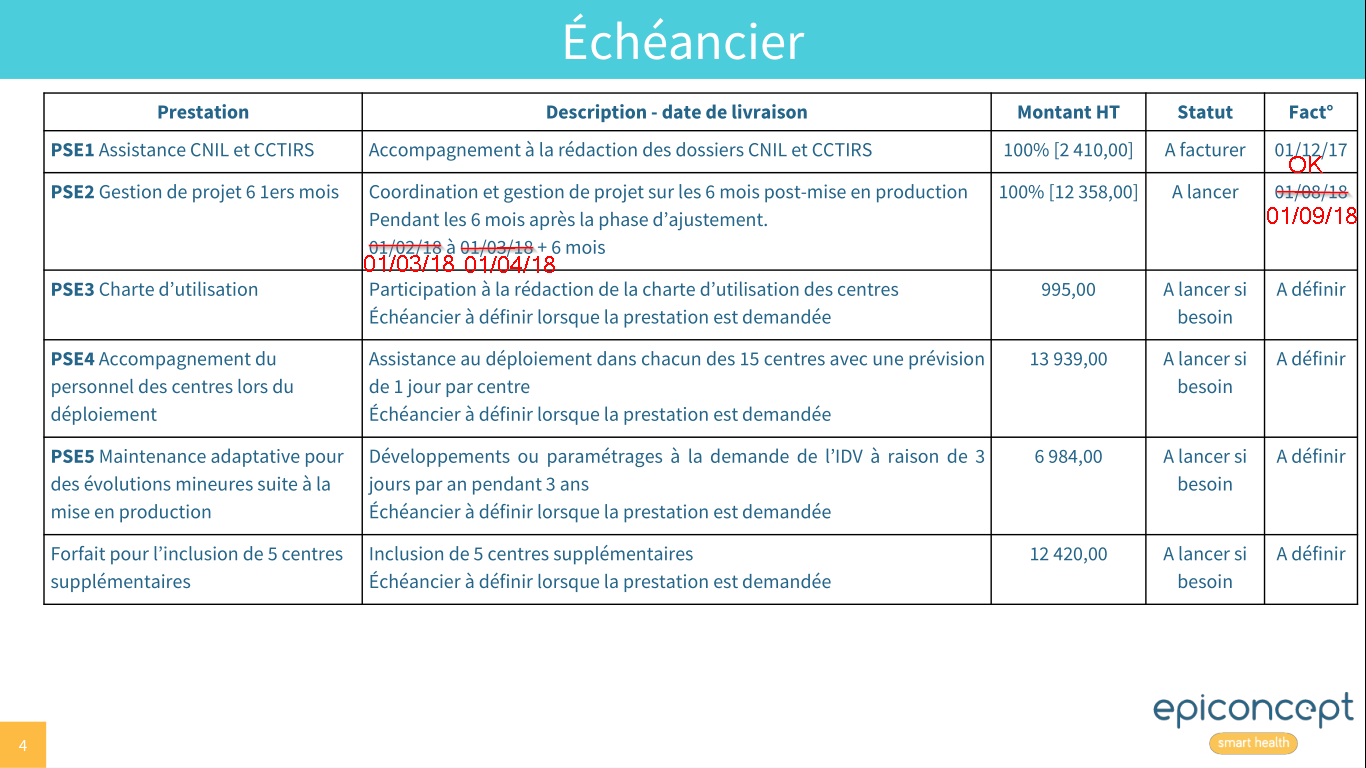 Échéancier
Prestation
Description - date de livraison
Montant HT
Statut
Fact°
PSE1 Assistance CNIL et CCTIRS
Accompagnement à la rédaction des dossiers CNIL et CCTIRS
100% [2 410,00]
A facturer
01/12/17
OK
PSE2 Gestion de projet 6 1ers mois
Coordination et gestion de projet sur les 6 mois post-mise en production
Pendant les 6 mois après la phase d’ajustement.
01/02/18 à 01/03/18 + 6 mois
01/03/18 01/04/18
100% [12 358,00]
A lancer
01/08/18
01/09/18
PSE3 Charte d’utilisation
Participation à la rédaction de la charte d’utilisation des centres
Échéancier à définir lorsque la prestation est demandée
995,00
A lancer si
besoin
A définir
PSE4 Accompagnement du
personnel des centres lors du
déploiement
Assistance au déploiement dans chacun des 15 centres avec une prévision
de 1 jour par centre
Échéancier à définir lorsque la prestation est demandée
13 939,00
A lancer si
besoin
A définir
PSE5 Maintenance adaptative pour
des évolutions mineures suite à la
mise en production
Développements ou paramétrages à la demande de l’IDV à raison de 3
jours par an pendant 3 ans
Échéancier à définir lorsque la prestation est demandée
6 984,00
A lancer si
besoin
A définir
Forfait pour l’inclusion de 5 centres
supplémentaires
Inclusion de 5 centres supplémentaires
Échéancier à définir lorsque la prestation est demandée
12 420,00
A lancer si
besoin
A définir
epiconcept
smart health
4